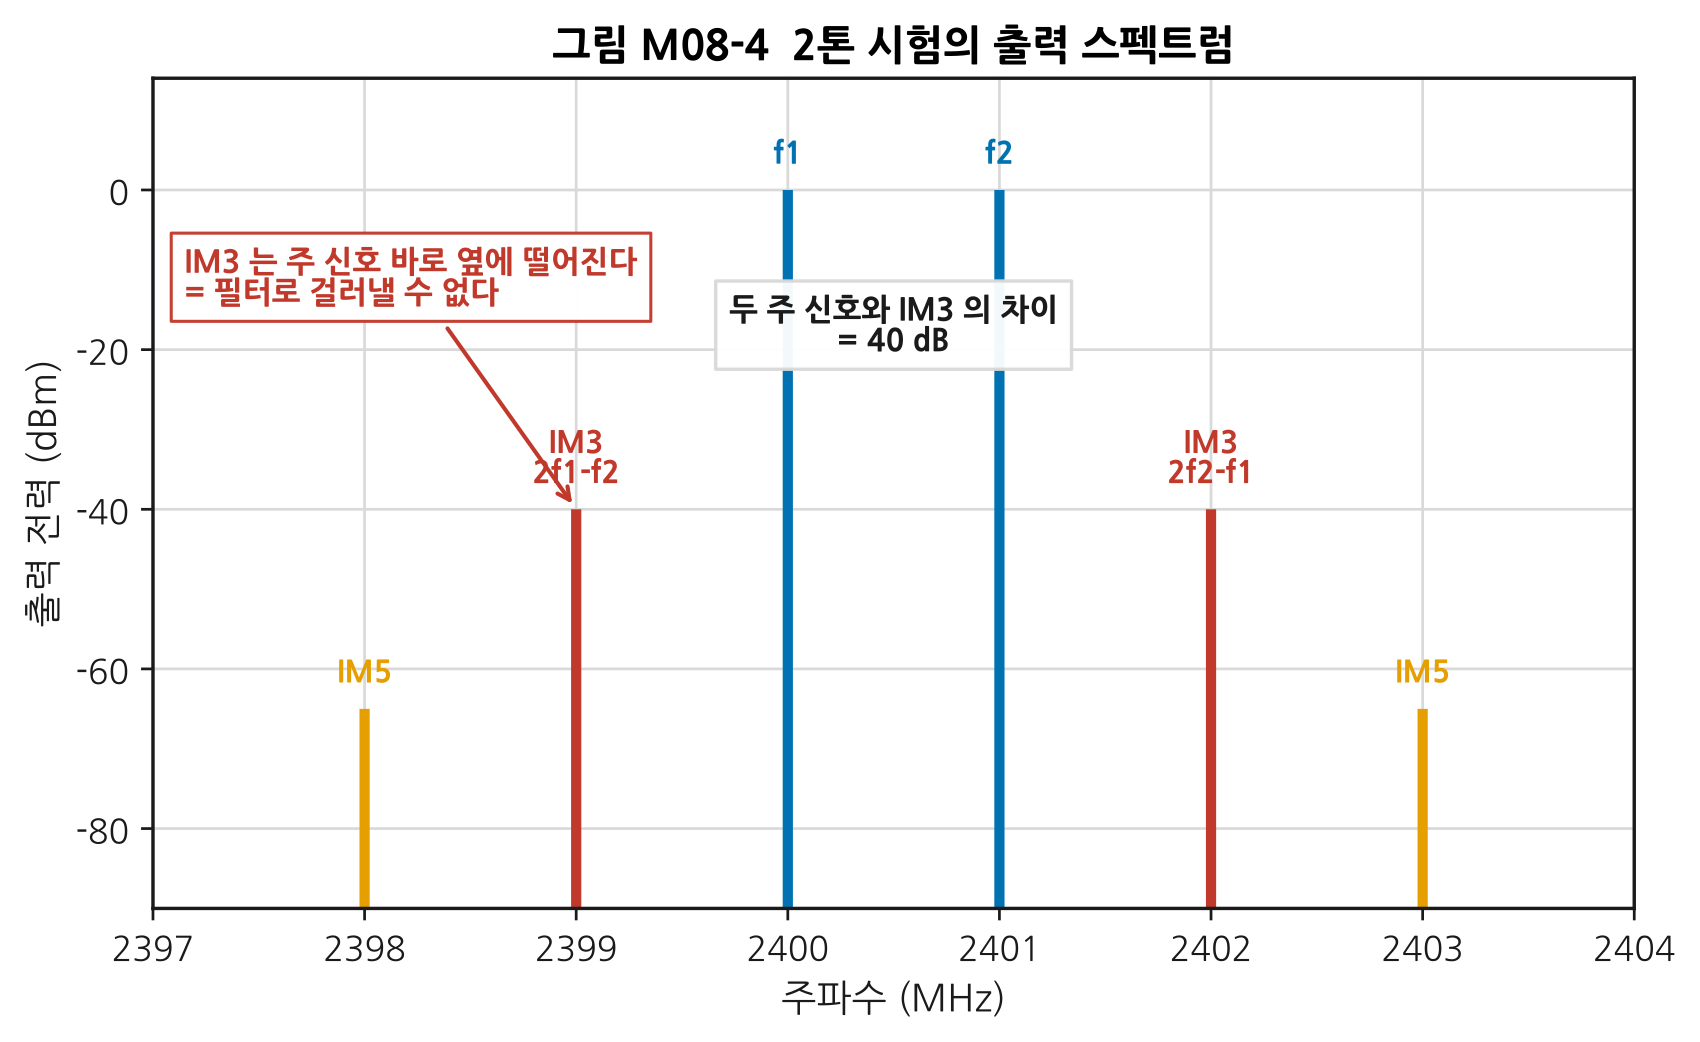 그림 M08-4  2톤 시험의 출력 스펙트럼
f1
f2
0
IM3 는 주 신호 바로 옆에 떨어진다
= 필터로 걸러낼 수 없다
두 주 신호와 IM3 의 차이
= 40 dB
-20
IM3
2f1-f2
IM3
2f2-f1
-40
출력 전력 (dBm)
IM5
IM5
-60
-80
2397
2398
2399
2400
2401
2402
2403
2404
주파수 (MHz)